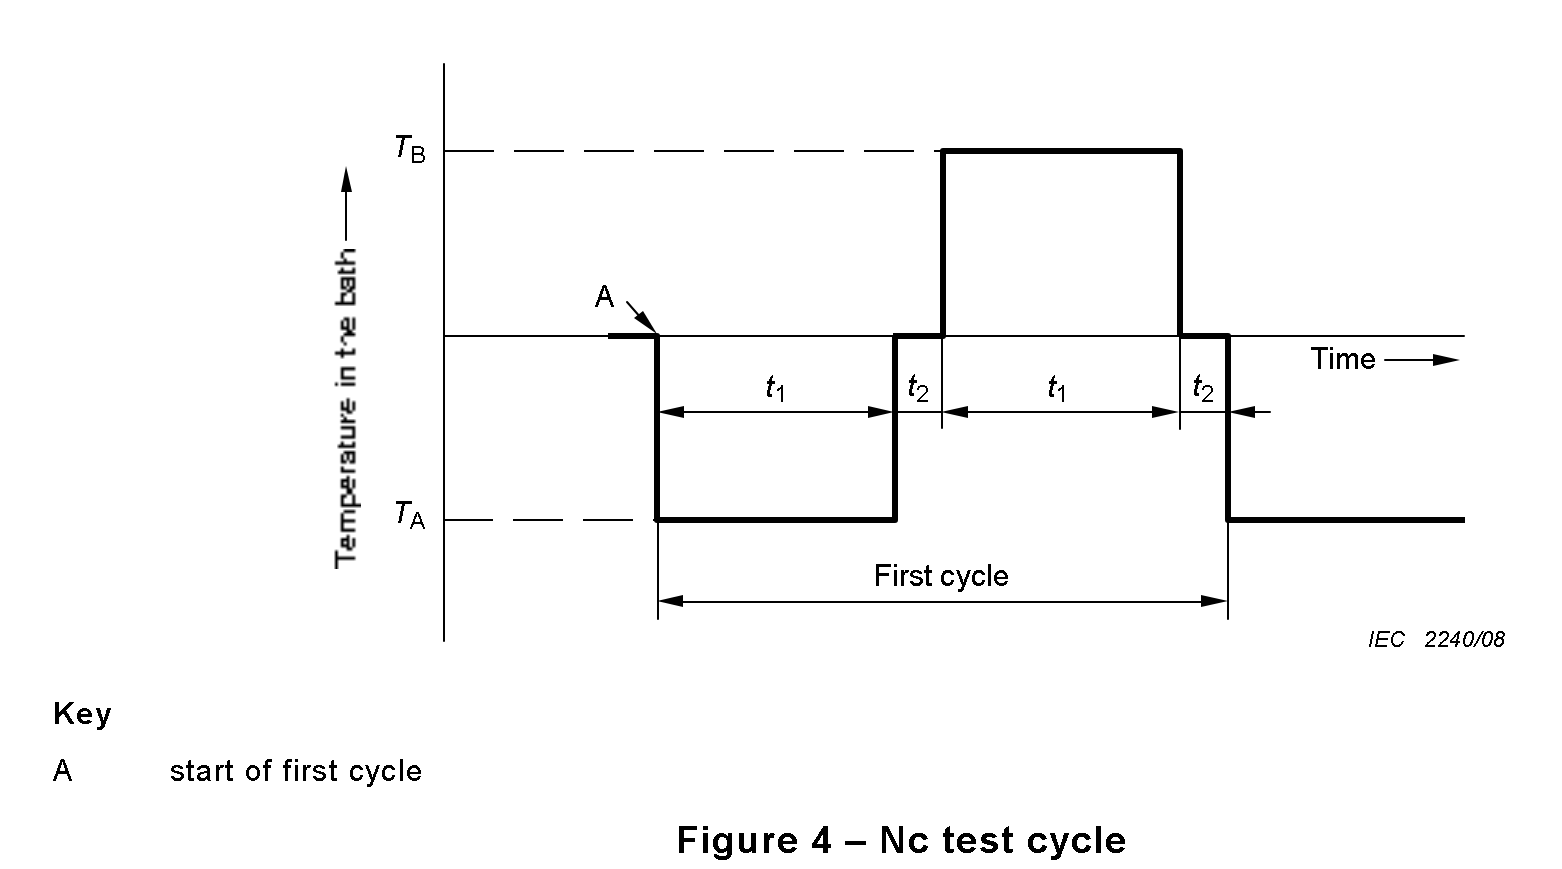 T_B
Temperature in the bath
A
Time
t_1 t_2 t_1 t_2
T_A
First cycle
IEC 2240/08
Key
A start of first cycle
Figure 4 – Nc test cycle